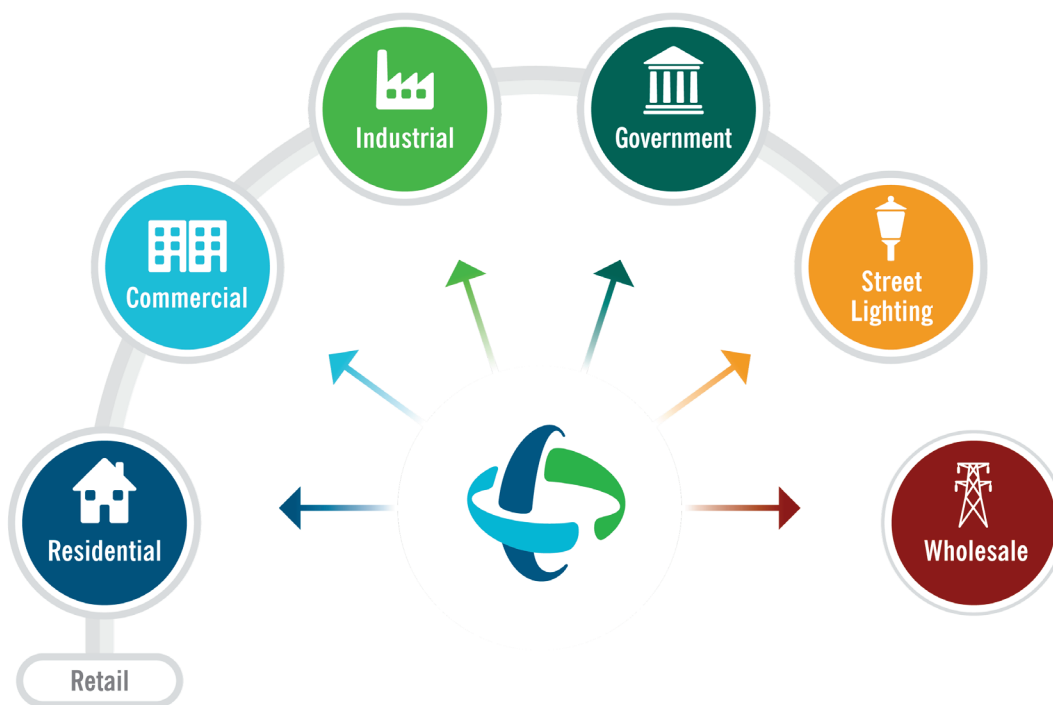 Industrial
Government
Commercial
Street
Lighting
Residential
Wholesale
Retail